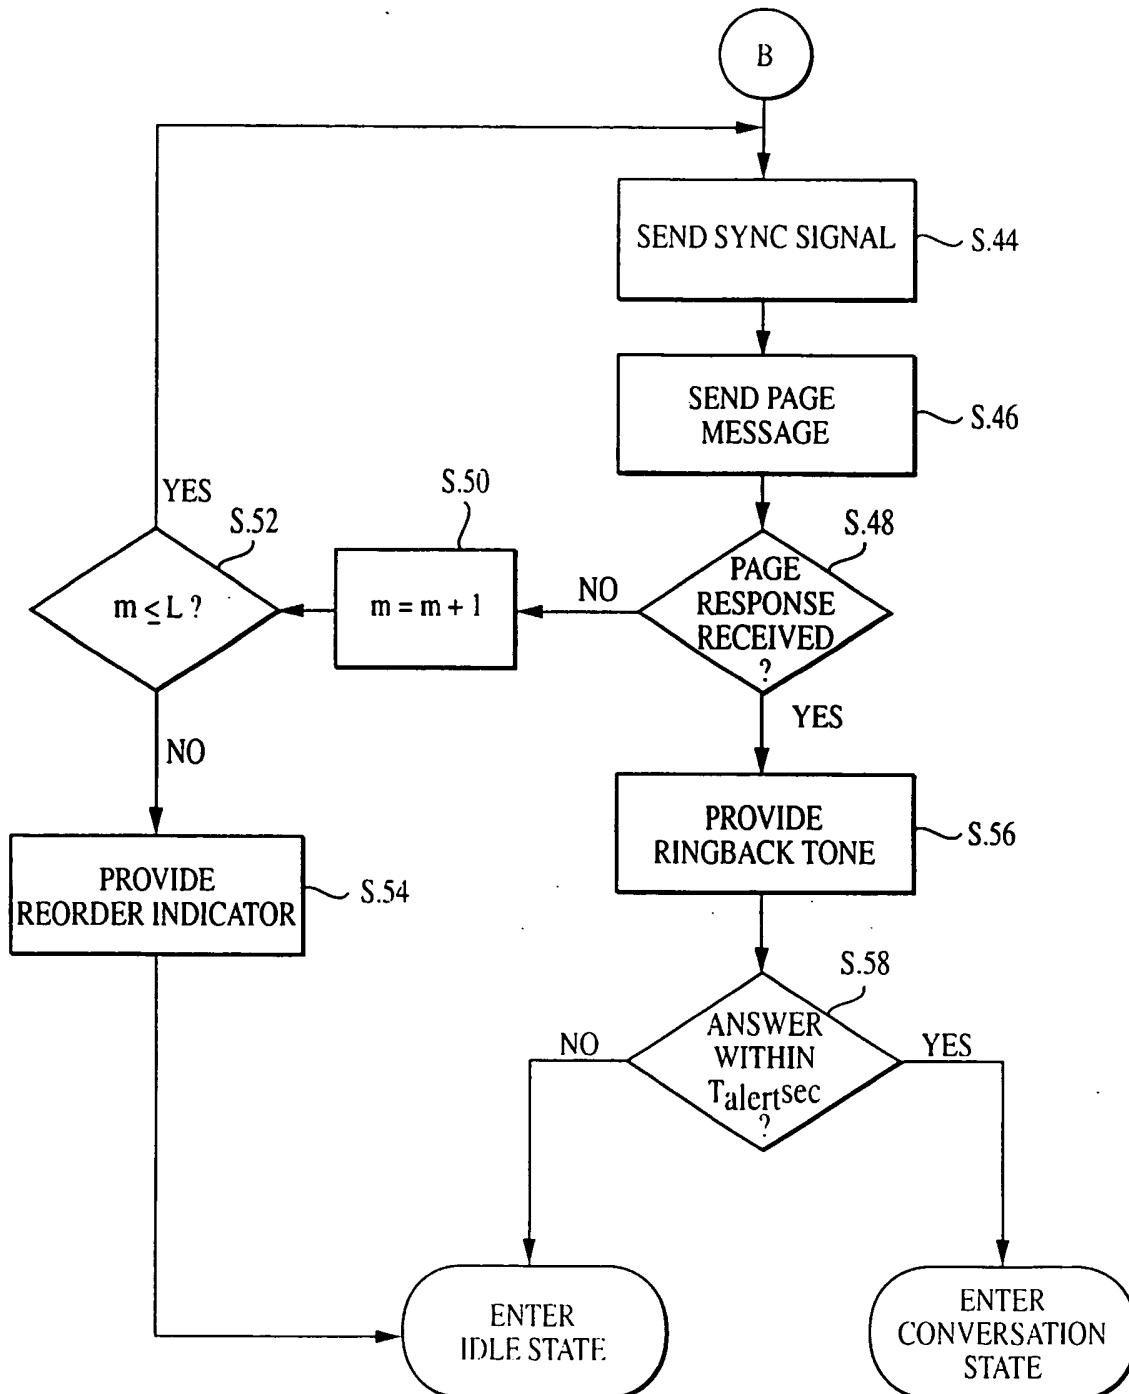 B
SEND SYNC SIGNAL
S.44
SEND PAGE
MESSAGE
S.46
YES
S.52
S.50
S.48
m ≤ L ?
m = m + 1
NO
PAGE
RESPONSE
RECEIVED
?
YES
NO
PROVIDE
RINGBACK TONE
S.56
PROVIDE
REORDER INDICATOR
S.54
S.58
NO
ANSWER
WITHIN
Talertsec
?
YES
ENTER
IDLE STATE
ENTER
CONVERSATION
STATE